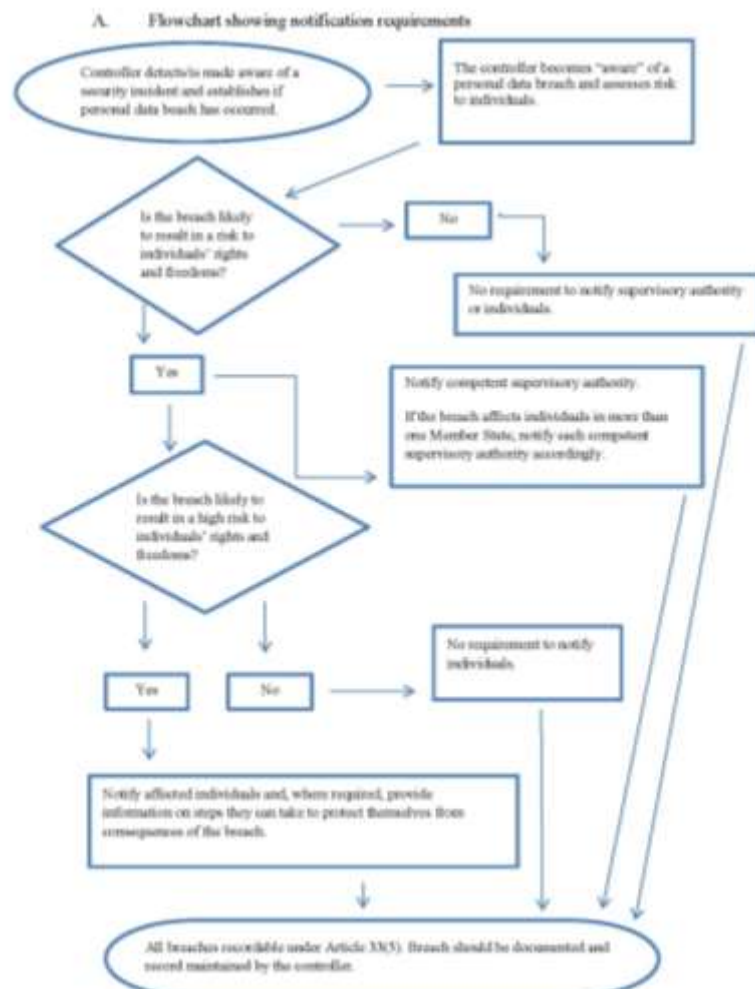 A. Flowchart showing notification requirements
Controller detects/is made aware of a
security incident and establishes if
personal data beach has occurred.
The controller becomes “aware” of a
personal data breach and assesses risk
to individuals.
Is the breach likely
to result in a risk to
individuals’ rights
and freedoms?
No
No requirement to notify supervisory authority
or individuals.
Yes
Notify competent supervisory authority.
If the breach affects individuals in more than
one Member State, notify each competent
supervisory authority accordingly.
Is the breach likely to
result in a high risk to
individuals’ rights and
freedoms?
Yes
No
No requirement to notify
individuals.
Notify affected individuals and, where required, provide
information on steps they can take to protect themselves from
consequences of the breach.
All breaches recordable under Article 33(5). Breach should be documented and
record maintained by the controller.